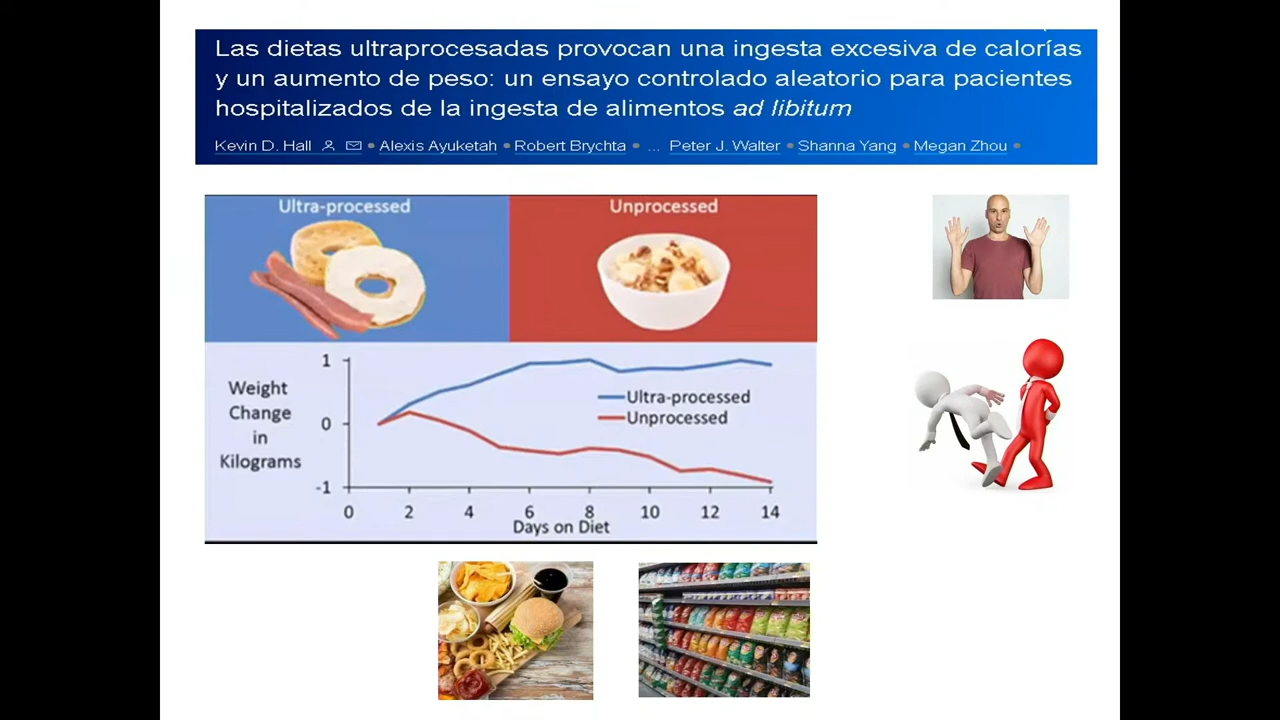 Las dietas ultraprocesadas provocan una ingesta excesiva de calorías
y un aumento de peso: un ensayo controlado aleatorio para pacientes
hospitalizados de la ingesta de alimentos ad libitum
Kevin D. Hall • Alexis Ayuketah • Robert Brychta • ... Peter J. Walter • Shanna Yang • Megan Zhou •
Ultra-processed
Unprocessed
Weight
Change
in
Kilograms
1
0
-1
Ultra-processed
Unprocessed
0 2 4 6 8 10 12 14
Days on Diet